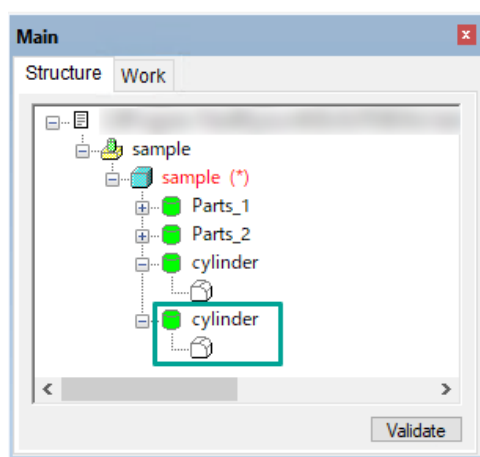 Main
Structure Work
sample
sample (*)
Parts_1
Parts_2
cylinder
cylinder
Validate